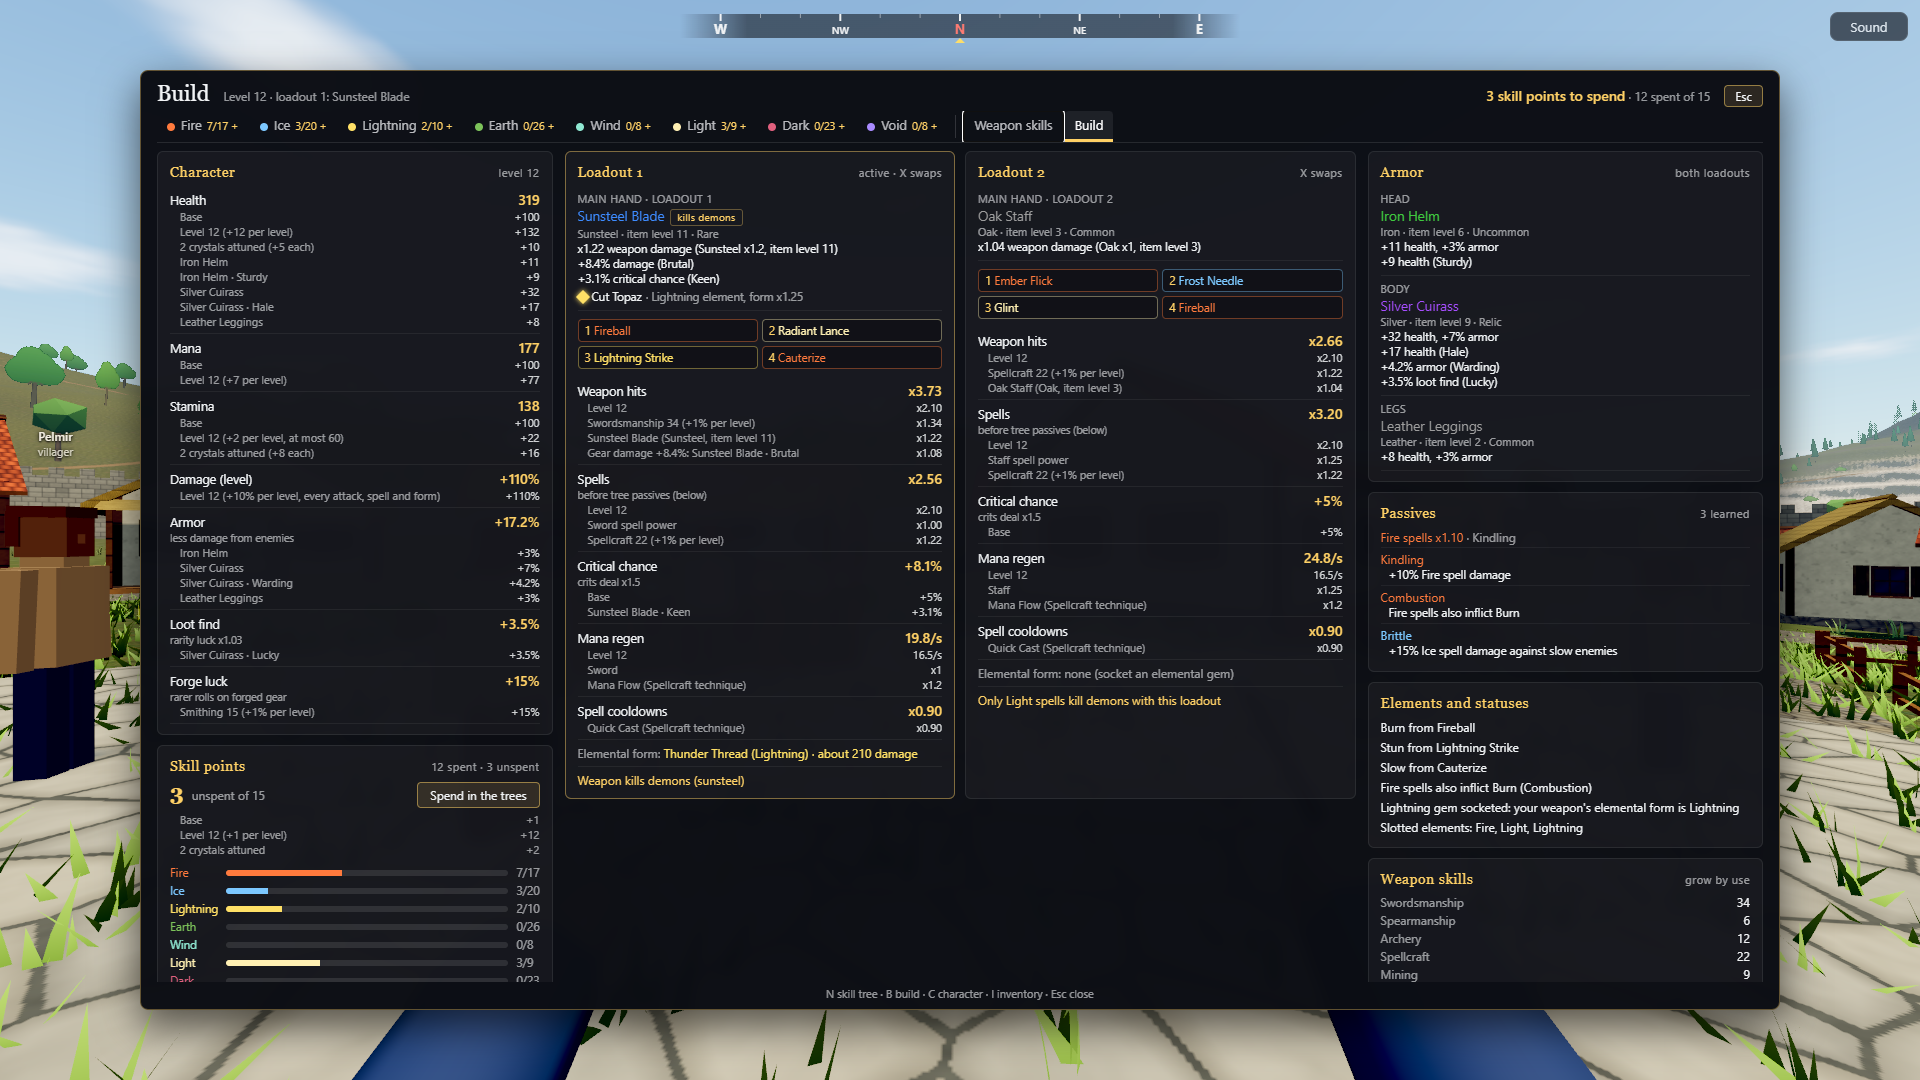 W NW N NE E
Sound
Build Level 12 · loadout 1: Sunsteel Blade
3 skill points to spend · 12 spent of 15 Esc
Fire 7/17 + Ice 3/20 + Lightning 2/10 + Earth 0/26 + Wind 0/8 + Light 3/9 + Dark 0/23 + Void 0/8 + Weapon skills Build
Character level 12
Health 319
Base +100
Level 12 (+12 per level) +132
2 crystals attuned (+5 each) +10
Iron Helm +11
Iron Helm · Sturdy +9
Silver Cuirass +32
Silver Cuirass · Hale +17
Leather Leggings +8
Mana 177
Base +100
Level 12 (+7 per level) +77
Stamina 138
Base +100
Level 12 (+2 per level, at most 60) +22
2 crystals attuned (+8 each) +16
Damage (level) +110%
Level 12 (+10% per level, every attack, spell and form) +110%
Armor +17.2%
less damage from enemies
Iron Helm +3%
Silver Cuirass +7%
Silver Cuirass · Warding +4.2%
Leather Leggings +3%
Loot find +3.5%
rarity luck x1.03
Silver Cuirass · Lucky +3.5%
Forge luck +15%
rarer rolls on forged gear
Smithing 15 (+1% per level) +15%
Skill points 12 spent · 3 unspent
3 unspent of 15 Spend in the trees
Base +1
Level 12 (+1 per level) +12
2 crystals attuned +2
Fire 7/17
Ice 3/20
Lightning 2/10
Earth 0/26
Wind 0/8
Light 3/9
Dark 0/23
Loadout 1 active · X swaps
MAIN HAND · LOADOUT 1
Sunsteel Blade kills demons
Sunsteel · item level 11 · Rare
x1.22 weapon damage (Sunsteel x1.2, item level 11)
+8.4% damage (Brutal)
+3.1% critical chance (Keen)
Cut Topaz · Lightning element, form x1.25
1 Fireball 2 Radiant Lance
3 Lightning Strike 4 Cauterize
Weapon hits x3.73
Level 12 x2.10
Swordsmanship 34 (+1% per level) x1.34
Sunsteel Blade (Sunsteel, item level 11) x1.22
Gear damage +8.4%: Sunsteel Blade · Brutal x1.08
Spells x2.56
before tree passives (below)
Level 12 x2.10
Sword spell power x1.00
Spellcraft 22 (+1% per level) x1.22
Critical chance +8.1%
crits deal x1.5
Base +5%
Sunsteel Blade · Keen +3.1%
Mana regen 19.8/s
Level 12 16.5/s
Sword x1
Mana Flow (Spellcraft technique) x1.2
Spell cooldowns x0.90
Quick Cast (Spellcraft technique) x0.90
Elemental form: Thunder Thread (Lightning) · about 210 damage
Weapon kills demons (sunsteel)
Loadout 2 X swaps
MAIN HAND · LOADOUT 2
Oak Staff
Oak · item level 3 · Common
x1.04 weapon damage (Oak x1, item level 3)
1 Ember Flick 2 Frost Needle
3 Glint 4 Fireball
Weapon hits x2.66
Level 12 x2.10
Spellcraft 22 (+1% per level) x1.22
Oak Staff (Oak, item level 3) x1.04
Spells x3.20
before tree passives (below)
Level 12 x2.10
Staff spell power x1.25
Spellcraft 22 (+1% per level) x1.22
Critical chance +5%
crits deal x1.5
Base +5%
Mana regen 24.8/s
Level 12 16.5/s
Staff x1.25
Mana Flow (Spellcraft technique) x1.2
Spell cooldowns x0.90
Quick Cast (Spellcraft technique) x0.90
Elemental form: none (socket an elemental gem)
Only Light spells kill demons with this loadout
Armor both loadouts
HEAD
Iron Helm
Iron · item level 6 · Uncommon
+11 health, +3% armor
+9 health (Sturdy)
BODY
Silver Cuirass
Silver · item level 9 · Relic
+32 health, +7% armor
+17 health (Hale)
+4.2% armor (Warding)
+3.5% loot find (Lucky)
LEGS
Leather Leggings
Leather · item level 2 · Common
+8 health, +3% armor
Passives 3 learned
Fire spells x1.10 · Kindling
Kindling
+10% Fire spell damage
Combustion
Fire spells also inflict Burn
Brittle
+15% Ice spell damage against slow enemies
Elements and statuses
Burn from Fireball
Stun from Lightning Strike
Slow from Cauterize
Fire spells also inflict Burn (Combustion)
Lightning gem socketed: your weapon's elemental form is Lightning
Slotted elements: Fire, Light, Lightning
Weapon skills grow by use
Swordsmanship 34
Spearmanship 6
Archery 12
Spellcraft 22
Mining 9
Pelmir
villager
N skill tree · B build · C character · I inventory · Esc close